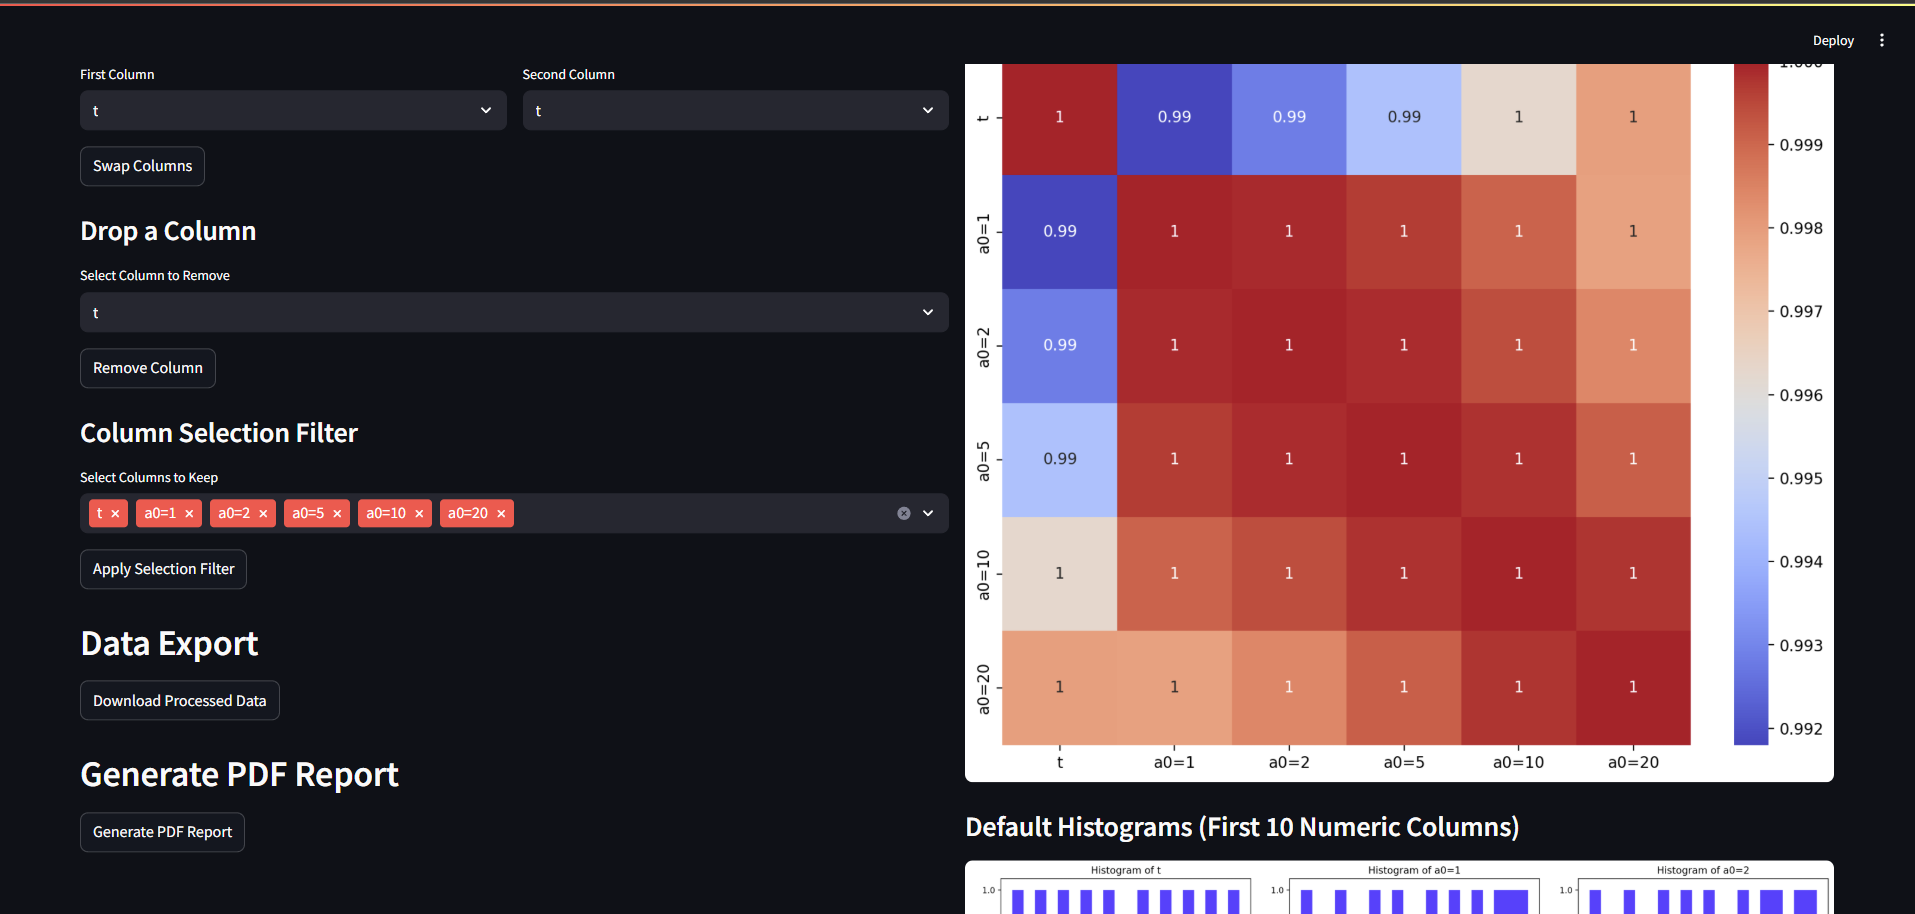 Deploy
First Column
Second Column
t
t
Swap Columns
Drop a Column
Select Column to Remove
t
Remove Column
Column Selection Filter
Select Columns to Keep
t a0=1 a0=2 a0=5 a0=10 a0=20
Apply Selection Filter
Data Export
Download Processed Data
Generate PDF Report
Generate PDF Report
t 1 0.99 0.99 0.99 1 1
a0=1 0.99 1 1 1 1 1
a0=2 0.99 1 1 1 1 1
a0=5 0.99 1 1 1 1 1
a0=10 1 1 1 1 1 1
a0=20 1 1 1 1 1 1
t a0=1 a0=2 a0=5 a0=10 a0=20
1.000
0.999
0.998
0.997
0.996
0.995
0.994
0.993
0.992
Default Histograms (First 10 Numeric Columns)
Histogram of t
Histogram of a0=1
Histogram of a0=2
1.0
1.0
1.0